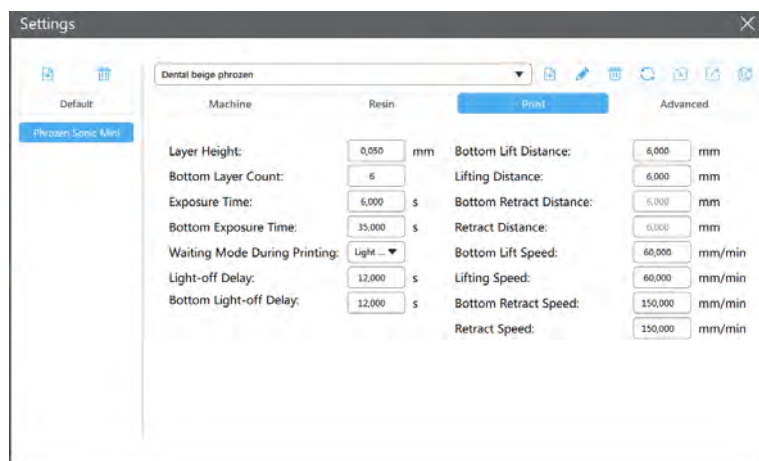 Settings
Dental beige phrozen
Default
Machine
Resin
Print
Advanced
Phrozen Sonic Mini
Layer Height: 0,050 mm
Bottom Lift Distance: 6,000 mm
Bottom Layer Count: 6
Lifting Distance: 6,000 mm
Exposure Time: 6,000 s
Bottom Retract Distance: 6,000 mm
Bottom Exposure Time: 35,000 s
Retract Distance: 6,000 mm
Waiting Mode During Printing: Light ...
Bottom Lift Speed: 60,000 mm/min
Light-off Delay: 12,000 s
Lifting Speed: 60,000 mm/min
Bottom Light-off Delay: 12,000 s
Bottom Retract Speed: 150,000 mm/min
Retract Speed: 150,000 mm/min